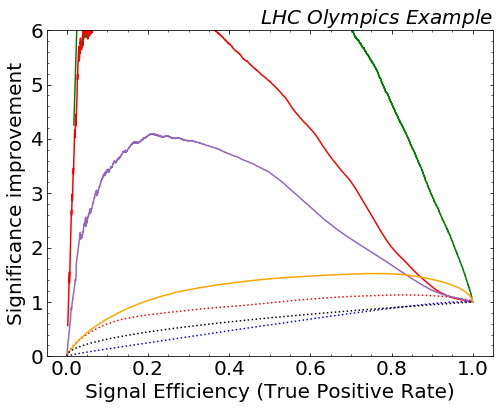 LHC Olympics Example
6
5
4
3
2
1
0
Significance improvement
0.0 0.2 0.4 0.6 0.8 1.0
Signal Efficiency (True Positive Rate)